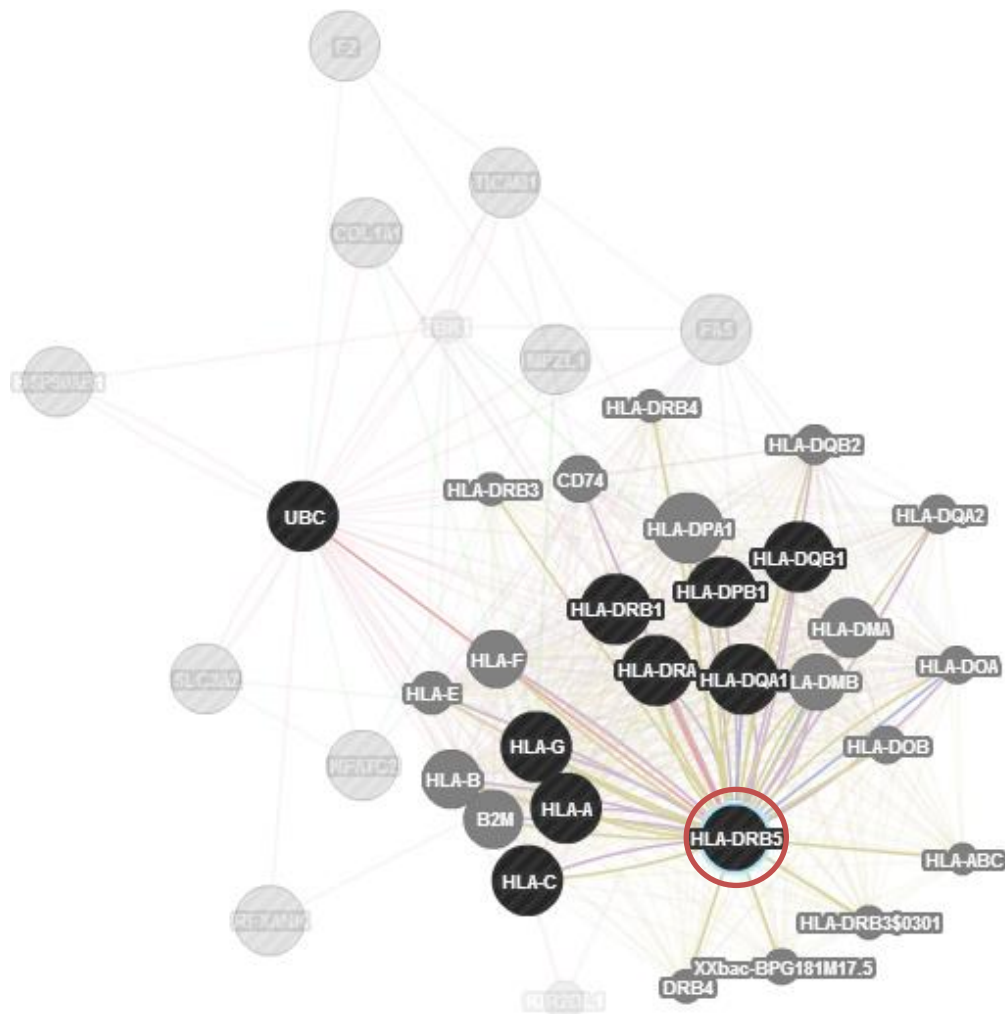 F2
COL1A1
HLA-DRB4
HLA-DQB2
CD74
HLA-DRB3
HLA-DQA2
UBC
HLA-DPA1
HLA-DQB1
HLA-DPB1
HLA-DRB1
HLA-DMA
HLA-F
HLA-DRA
HLA-DQA1
LA-DMB
HLA-DOA
HLA-E
HLA-G
HLA-DOB
HLA-B
HLA-A
B2M
HLA-DRB5
HLA-ABC
HLA-C
HLA-DRB3$0301
XXbac-BPG181M17.5
DRB4